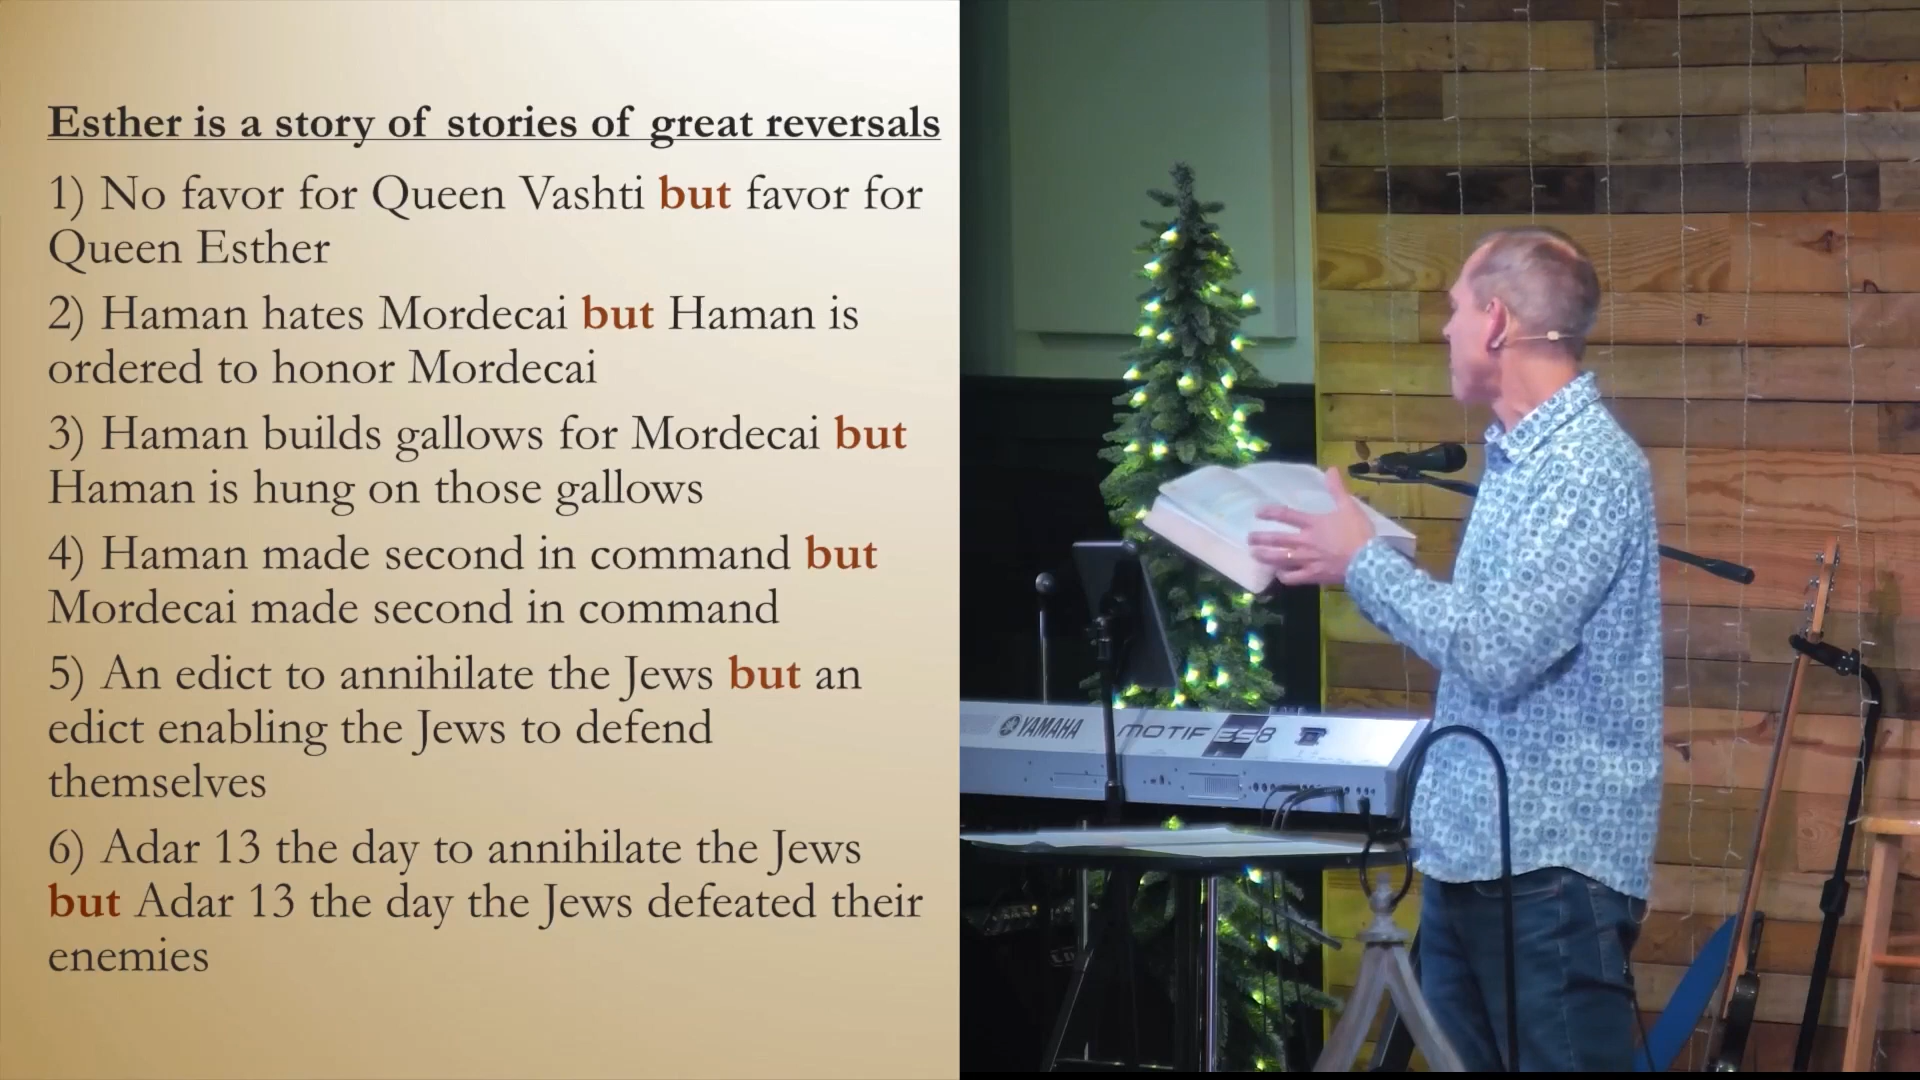 Esther is a story of stories of great reversals
1) No favor for Queen Vashti but favor for
Queen Esther
2) Haman hates Mordecai but Haman is
ordered to honor Mordecai
3) Haman builds gallows for Mordecai but
Haman is hung on those gallows
4) Haman made second in command but
Mordecai made second in command
5) An edict to annihilate the Jews but an
edict enabling the Jews to defend
themselves
6) Adar 13 the day to annihilate the Jews
but Adar 13 the day the Jews defeated their
enemies
YAMAHA MOTIF ES8